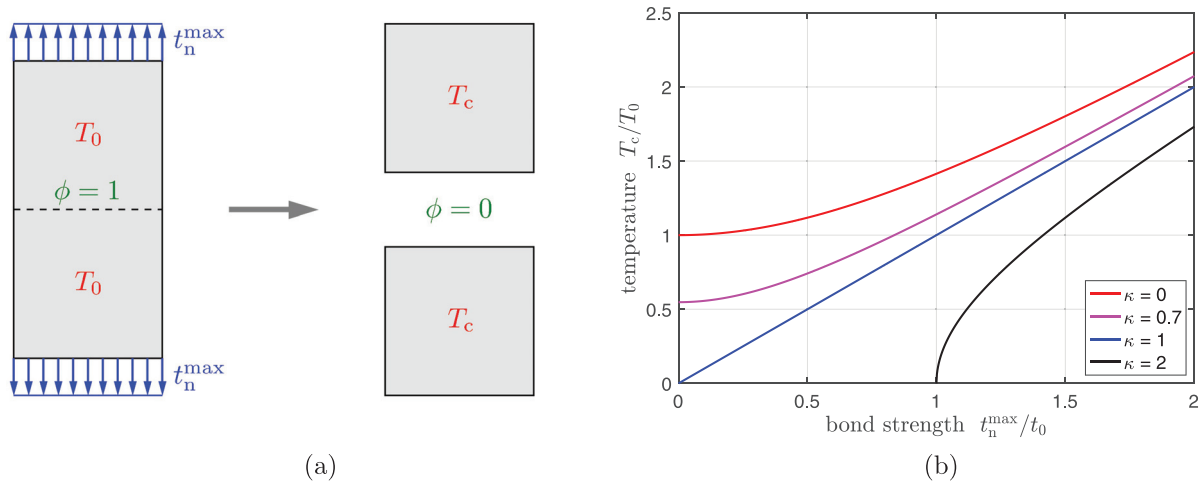 t_n^max
T_0
ϕ = 1
T_0
t_n^max
T_c
ϕ = 0
T_c
(a)
temperature T_c/T_0
2.5
2
1.5
1
0.5
0
0 0.5 1 1.5 2
bond strength t_n^max/t_0
κ = 0
κ = 0.7
κ = 1
κ = 2
(b)